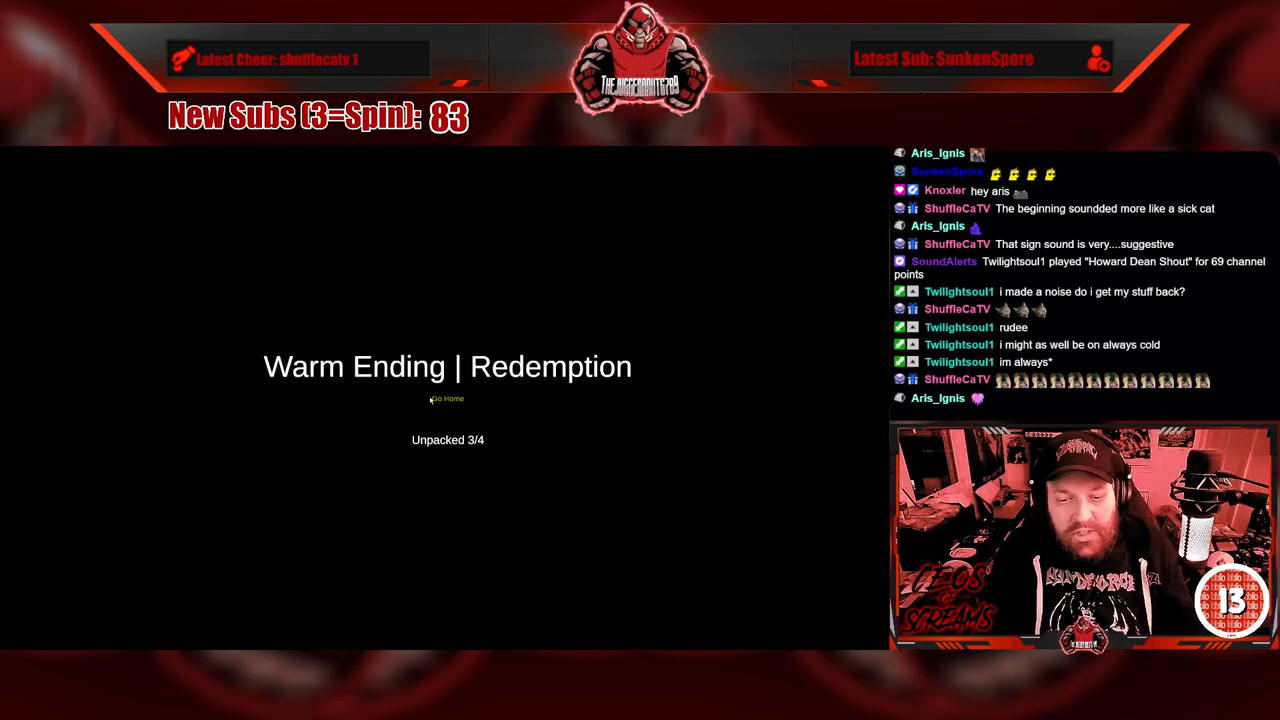 Latest Cheer: shufflecatv 1
THEJUGGERNAUT6789
Latest Sub: SunkenSpore
New Subs (3=Spin): 83
Aris_Ignis
SunkenSpore
Knoxler hey aris
ShuffleCaTV The beginning soundded more like a sick cat
Aris_Ignis
ShuffleCaTV That sign sound is very....suggestive
SoundAlerts Twilightsoul1 played "Howard Dean Shout" for 69 channel
points
Twilightsoul1 i made a noise do i get my stuff back?
ShuffleCaTV
Twilightsoul1 rudee
Twilightsoul1 i might as well be on always cold
Twilightsoul1 im always*
ShuffleCaTV
Aris_Ignis
Warm Ending | Redemption
Go Home
Unpacked 3/4
CEOS
OF
SCREAMS
13